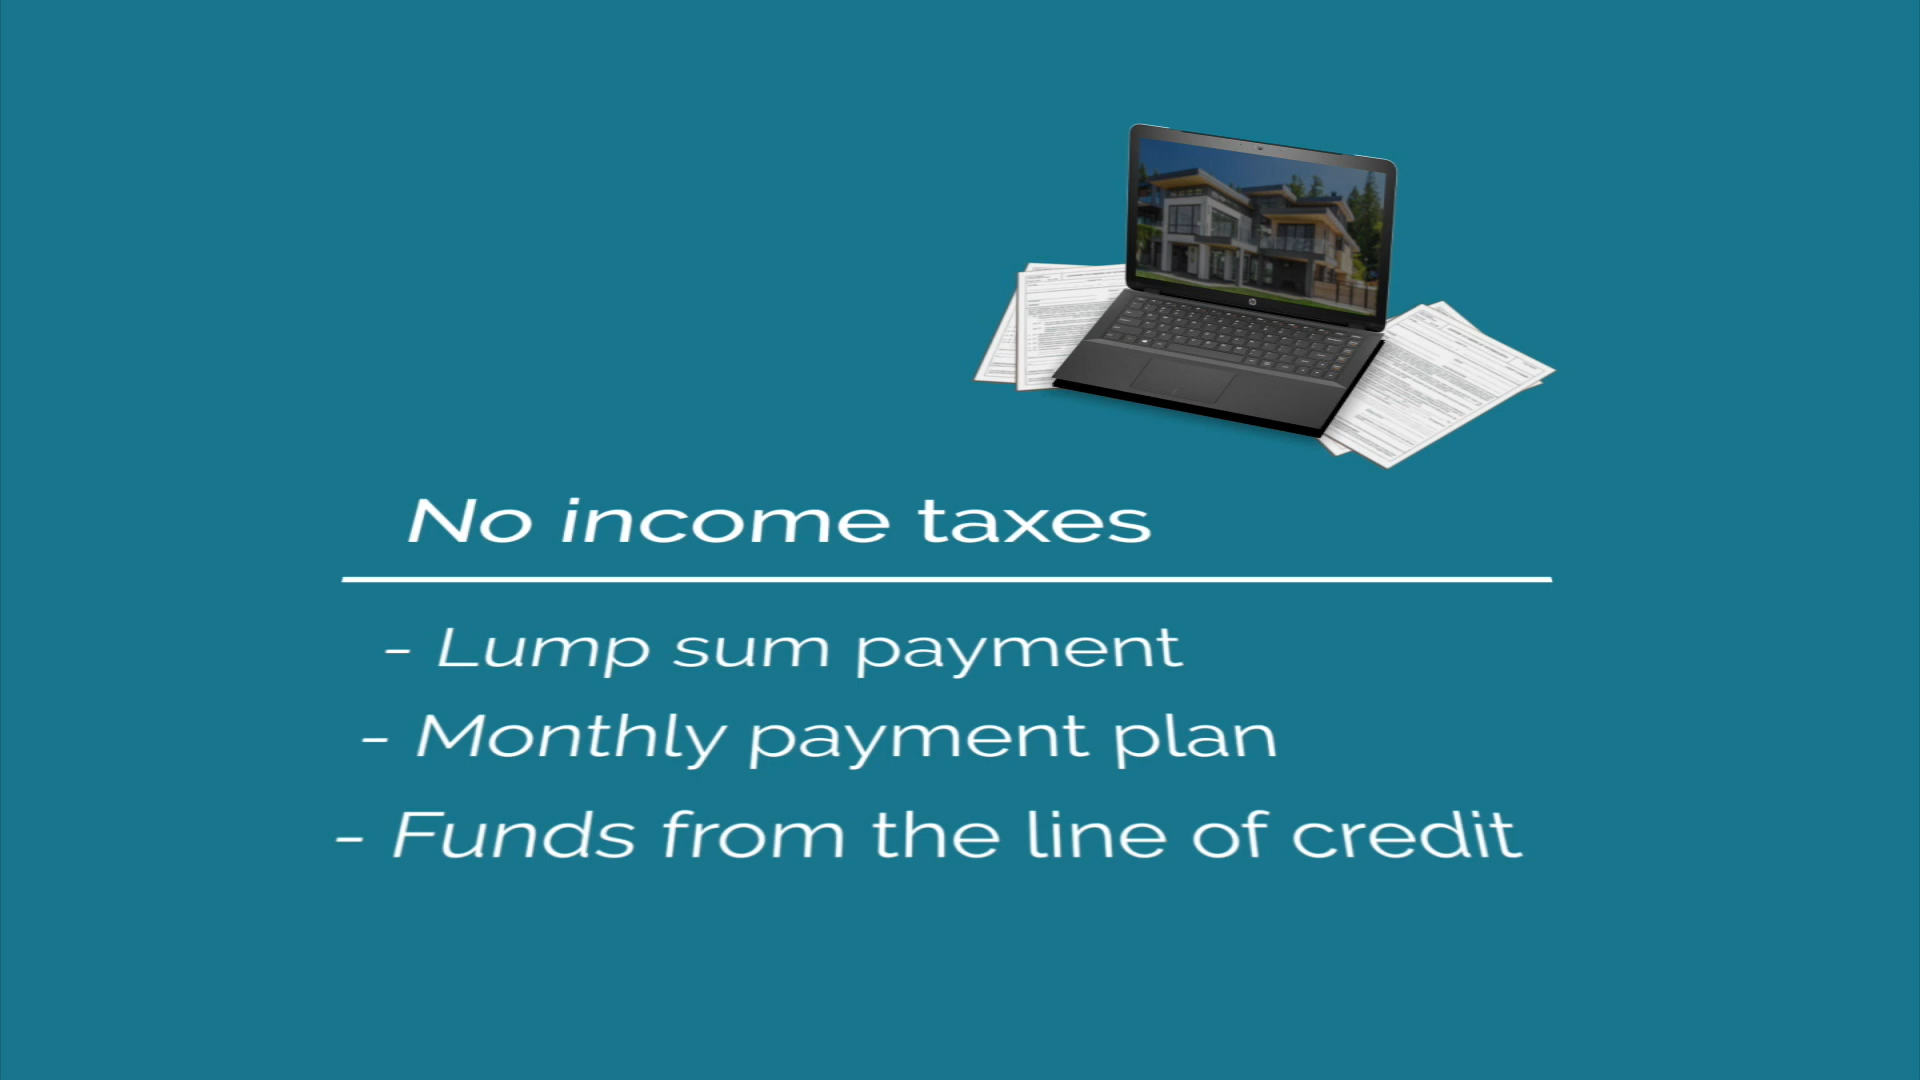 No income taxes
- Lump sum payment
- Monthly payment plan
- Funds from the line of credit